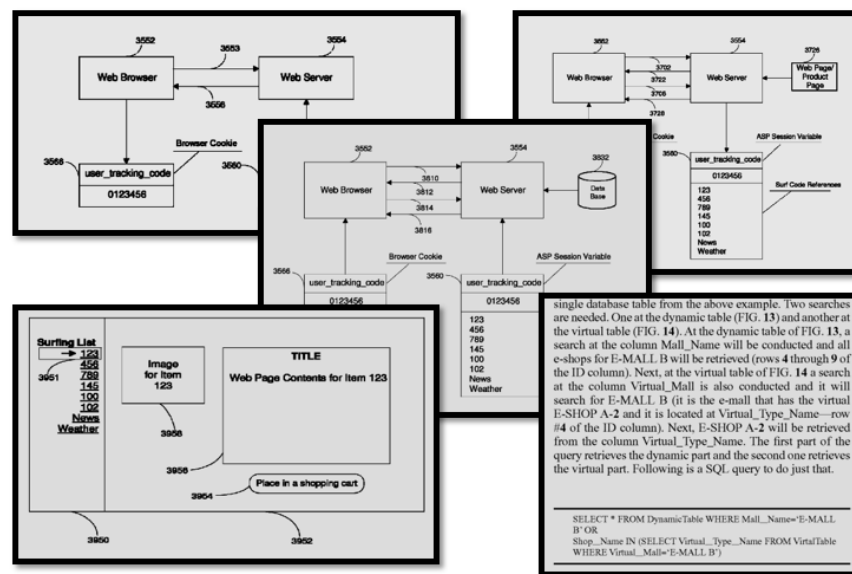 3552
3553
3554
Web Browser
Web Server
3556
Browser Cookie
3560
user_tracking_code
0123456
3554
3726
3702
Web Browser
3722
Web Server
Web Page/
Product
Page
3728
Cookie
ASP Session Variable
3560
user_tracking_code
0123456
123
456
789
145
100
102
News
Weather
Surf Code References
3552
3554
3832
3810
Web Browser
3812
Web Server
Data
Base
3814
3816
Browser Cookie
ASP Session Variable
3566
3560
user_tracking_code
user_tracking_code
0123456
0123456
123
456
789
145
100
102
News
Weather
Surfing List
123
456
789
145
100
102
News
Weather
3951
Image
for Item
123
TITLE
Web Page Contents for Item 123
3958
3956
3954
Place in a shopping cart
3950
3952
single database table from the above example. Two searches
are needed. One at the dynamic table (FIG. 13) and another at
the virtual table (FIG. 14). At the dynamic table of FIG. 13, a
search at the column Mall_Name will be conducted and all
e-shops for E-MALL B will be retrieved (rows 4 through 9 of
the ID column). Next, at the virtual table of FIG. 14 a search
at the column Virtual_Mall is also conducted and it will
search for E-MALL B (it is the e-mall that has the virtual
E-SHOP A-2 and it is located at Virtual_Type_Name—row
#4 of the ID column). Next, E-SHOP A-2 will be retrieved
from the column Virtual_Type_Name. The first part of the
query retrieves the dynamic part and the second one retrieves
the virtual part. Following is a SQL query to do just that.
SELECT * FROM DynamicTable WHERE Mall_Name='E-MALL
B' OR
Shop_Name IN (SELECT Virtual_Type_Name FROM VirtalTable
WHERE Virtual_Mall='E-MALL B')